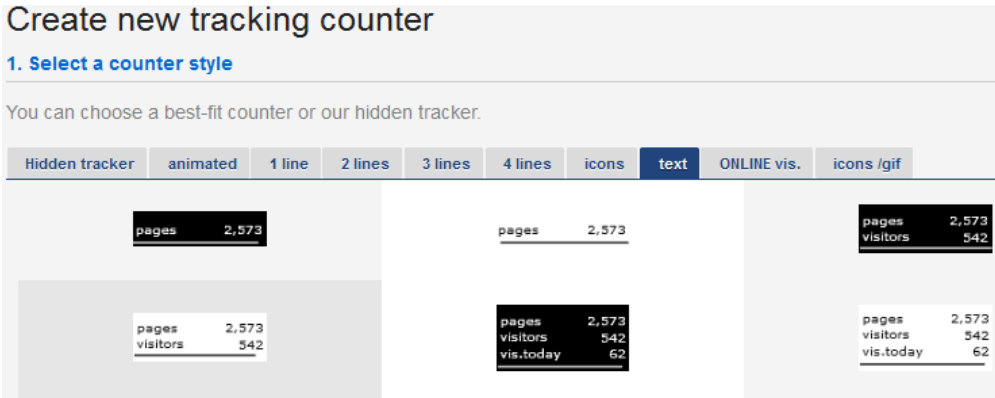 Create new tracking counter
1. Select a counter style
You can choose a best-fit counter or our hidden tracker.
Hidden tracker animated 1 line 2 lines 3 lines 4 lines icons text ONLINE vis. icons /gif
pages 2,573
pages 2,573
pages 2,573
visitors 542
pages 2,573
visitors 542
pages 2,573
visitors 542
vis.today 62
pages 2,573
visitors 542
vis.today 62